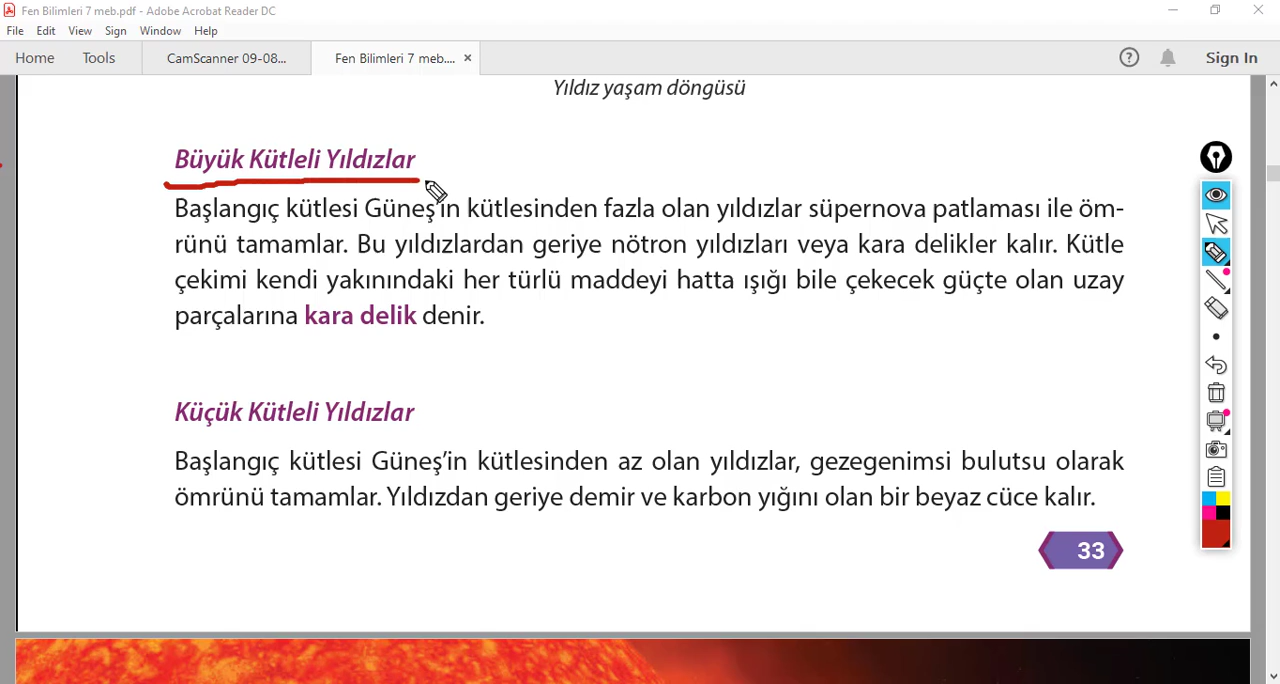 Fen Bilimleri 7 meb.pdf - Adobe Acrobat Reader DC
File Edit View Sign Window Help
Home Tools CamScanner 09-08... Fen Bilimleri 7 meb.... × ? Sign In
Yıldız yaşam döngüsü
Büyük Kütleli Yıldızlar
Başlangıç kütlesi Güneş'in kütlesinden fazla olan yıldızlar süpernova patlaması ile öm-
rünü tamamlar. Bu yıldızlardan geriye nötron yıldızları veya kara delikler kalır. Kütle
çekimi kendi yakınındaki her türlü maddeyi hatta ışığı bile çekecek güçte olan uzay
parçalarına kara delik denir.
Küçük Kütleli Yıldızlar
Başlangıç kütlesi Güneş’in kütlesinden az olan yıldızlar, gezegenimsi bulutsu olarak
ömrünü tamamlar. Yıldızdan geriye demir ve karbon yığını olan bir beyaz cüce kalır.
33